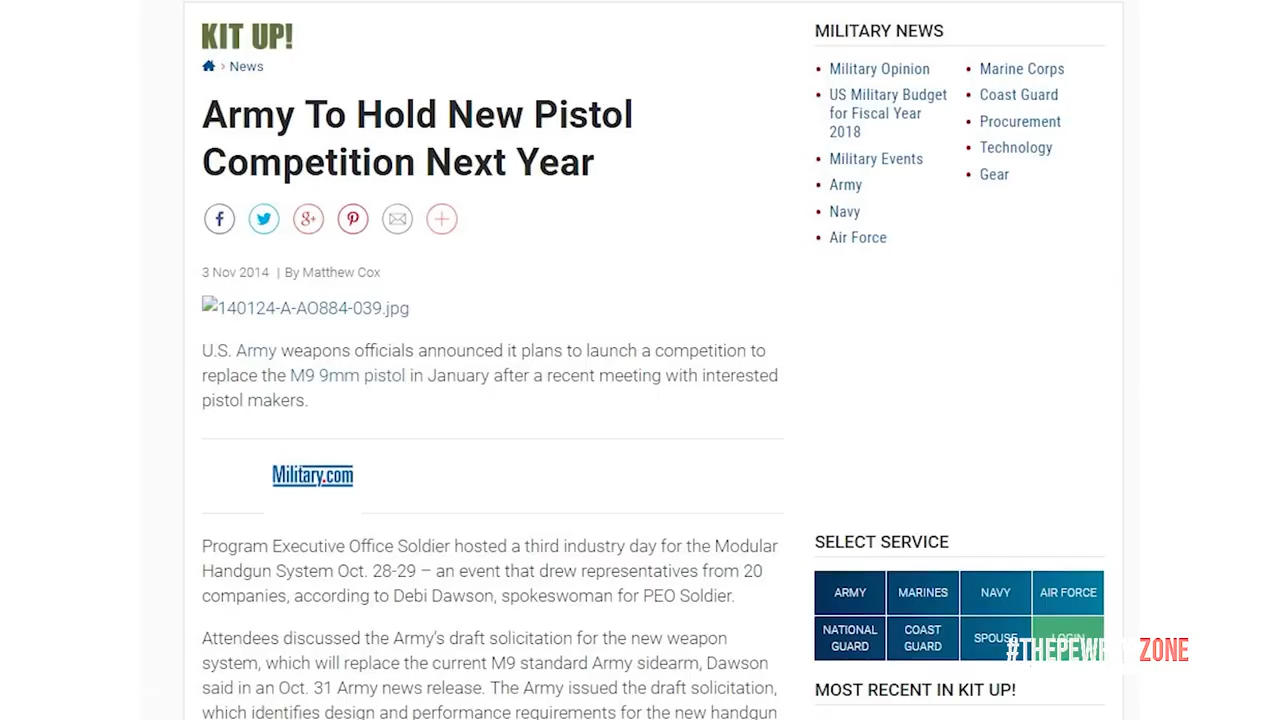 KIT UP!
› News
Army To Hold New Pistol
Competition Next Year
3 Nov 2014 | By Matthew Cox
140124-A-AO884-039.jpg
U.S. Army weapons officials announced it plans to launch a competition to
replace the M9 9mm pistol in January after a recent meeting with interested
pistol makers.
Military.com
Program Executive Office Soldier hosted a third industry day for the Modular
Handgun System Oct. 28-29 – an event that drew representatives from 20
companies, according to Debi Dawson, spokeswoman for PEO Soldier.
Attendees discussed the Army's draft solicitation for the new weapon
system, which will replace the current M9 standard Army sidearm, Dawson
said in an Oct. 31 Army news release. The Army issued the draft solicitation,
which identifies design and performance requirements for the new handgun
MILITARY NEWS
Military Opinion
US Military Budget
for Fiscal Year
2018
Military Events
Army
Navy
Air Force
Marine Corps
Coast Guard
Procurement
Technology
Gear
SELECT SERVICE
ARMY
MARINES
NAVY
AIR FORCE
NATIONAL
GUARD
COAST
GUARD
SPOUSE
LOGIN
MOST RECENT IN KIT UP!